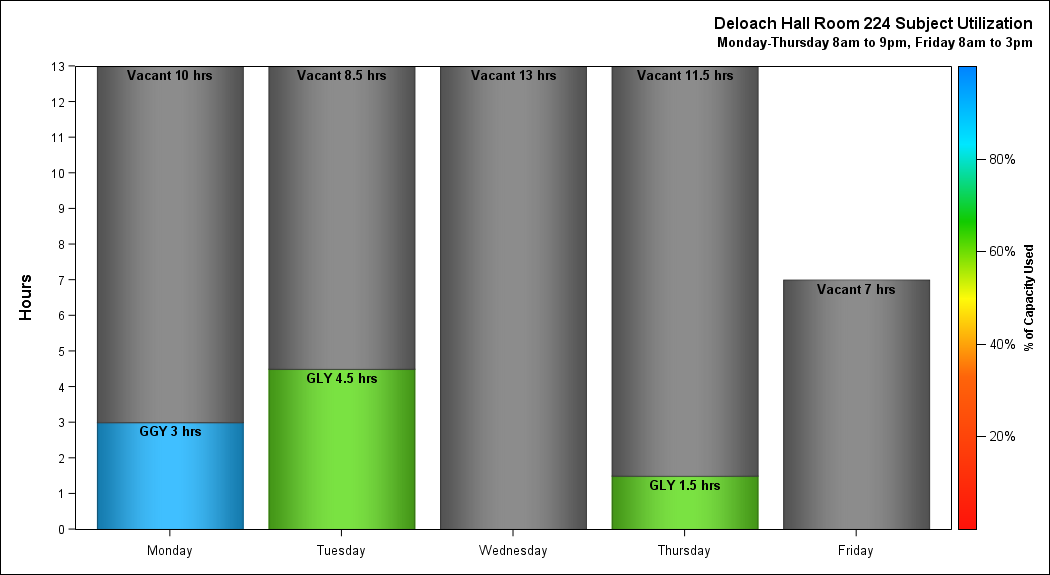 Deloach Hall Room 224 Subject Utilization
Monday-Thursday 8am to 9pm, Friday 8am to 3pm
Hours
13
12
11
10
9
8
7
6
5
4
3
2
1
0
Vacant 10 hrs
GGY 3 hrs
Vacant 8.5 hrs
GLY 4.5 hrs
Vacant 13 hrs
Vacant 11.5 hrs
GLY 1.5 hrs
Vacant 7 hrs
Monday
Tuesday
Wednesday
Thursday
Friday
80%
60%
40%
20%
% of Capacity Used